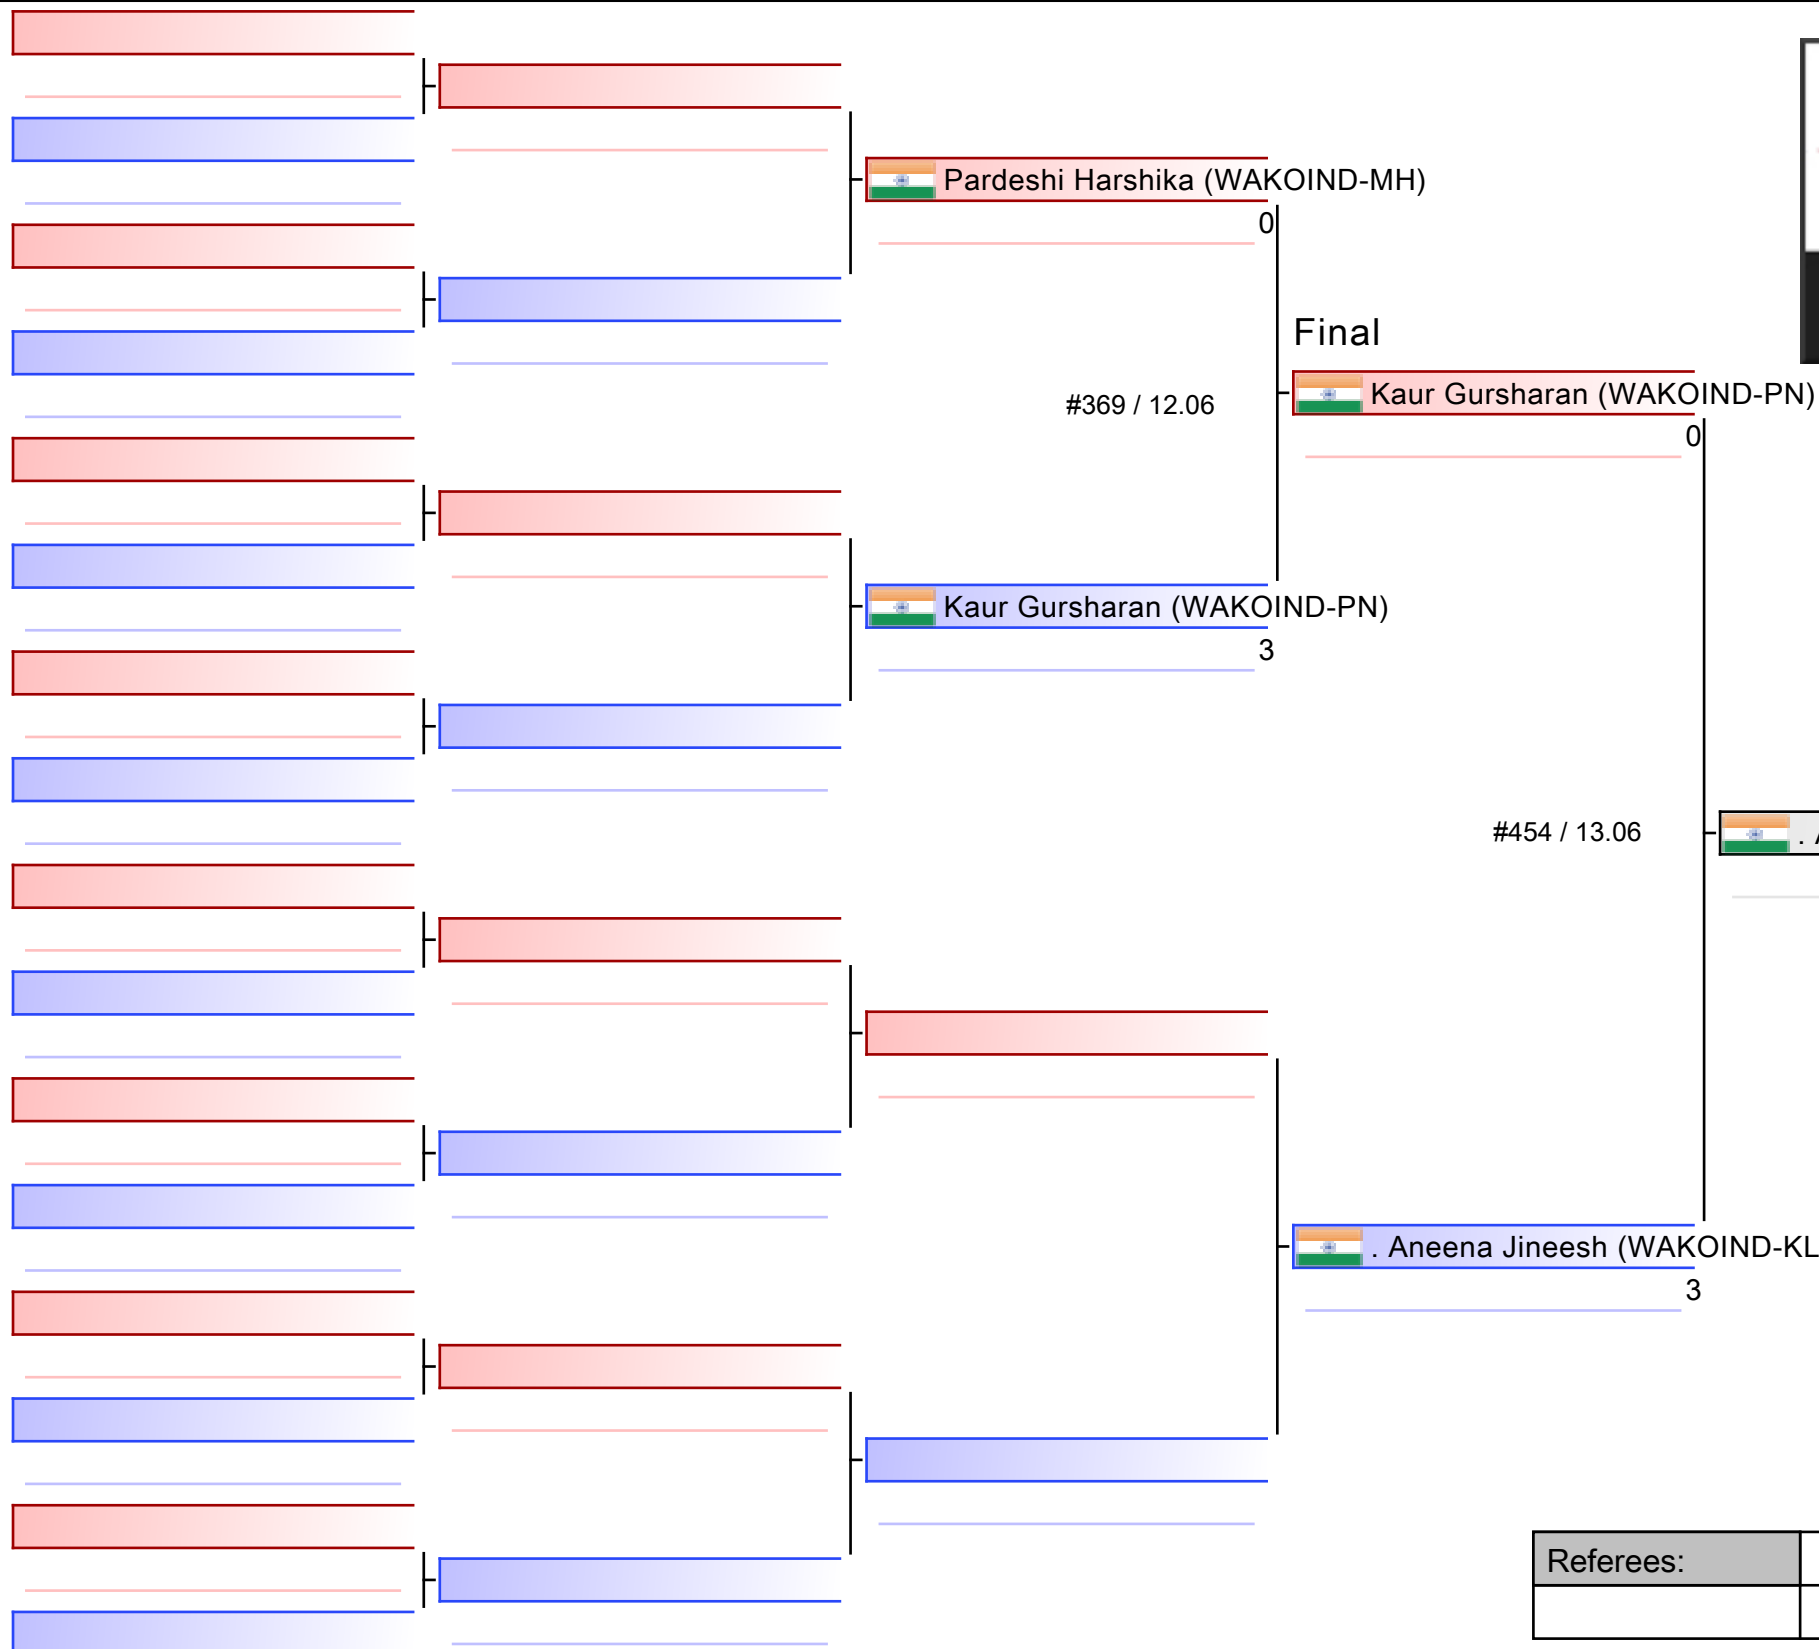 Pardeshi Harshika (WAKOIND-MH)
0
Final
#369 / 12.06
Kaur Gursharan (WAKOIND-PN)
0
Kaur Gursharan (WAKOIND-PN)
3
#454 / 13.06
.
. Aneena Jineesh (WAKOIND-KL
3
Referees: